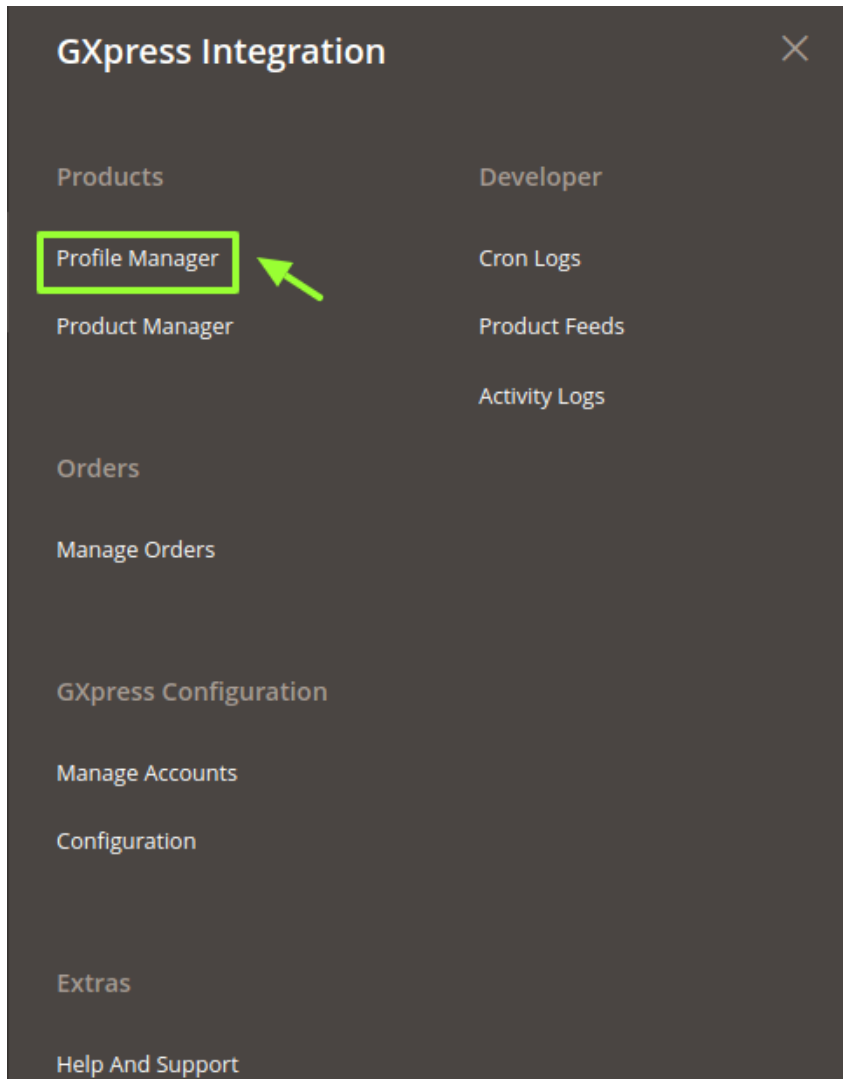 GXpress Integration
Products
Profile Manager
Product Manager
Orders
Manage Orders
GXpress Configuration
Manage Accounts
Configuration
Extras
Help And Support
Developer
Cron Logs
Product Feeds
Activity Logs